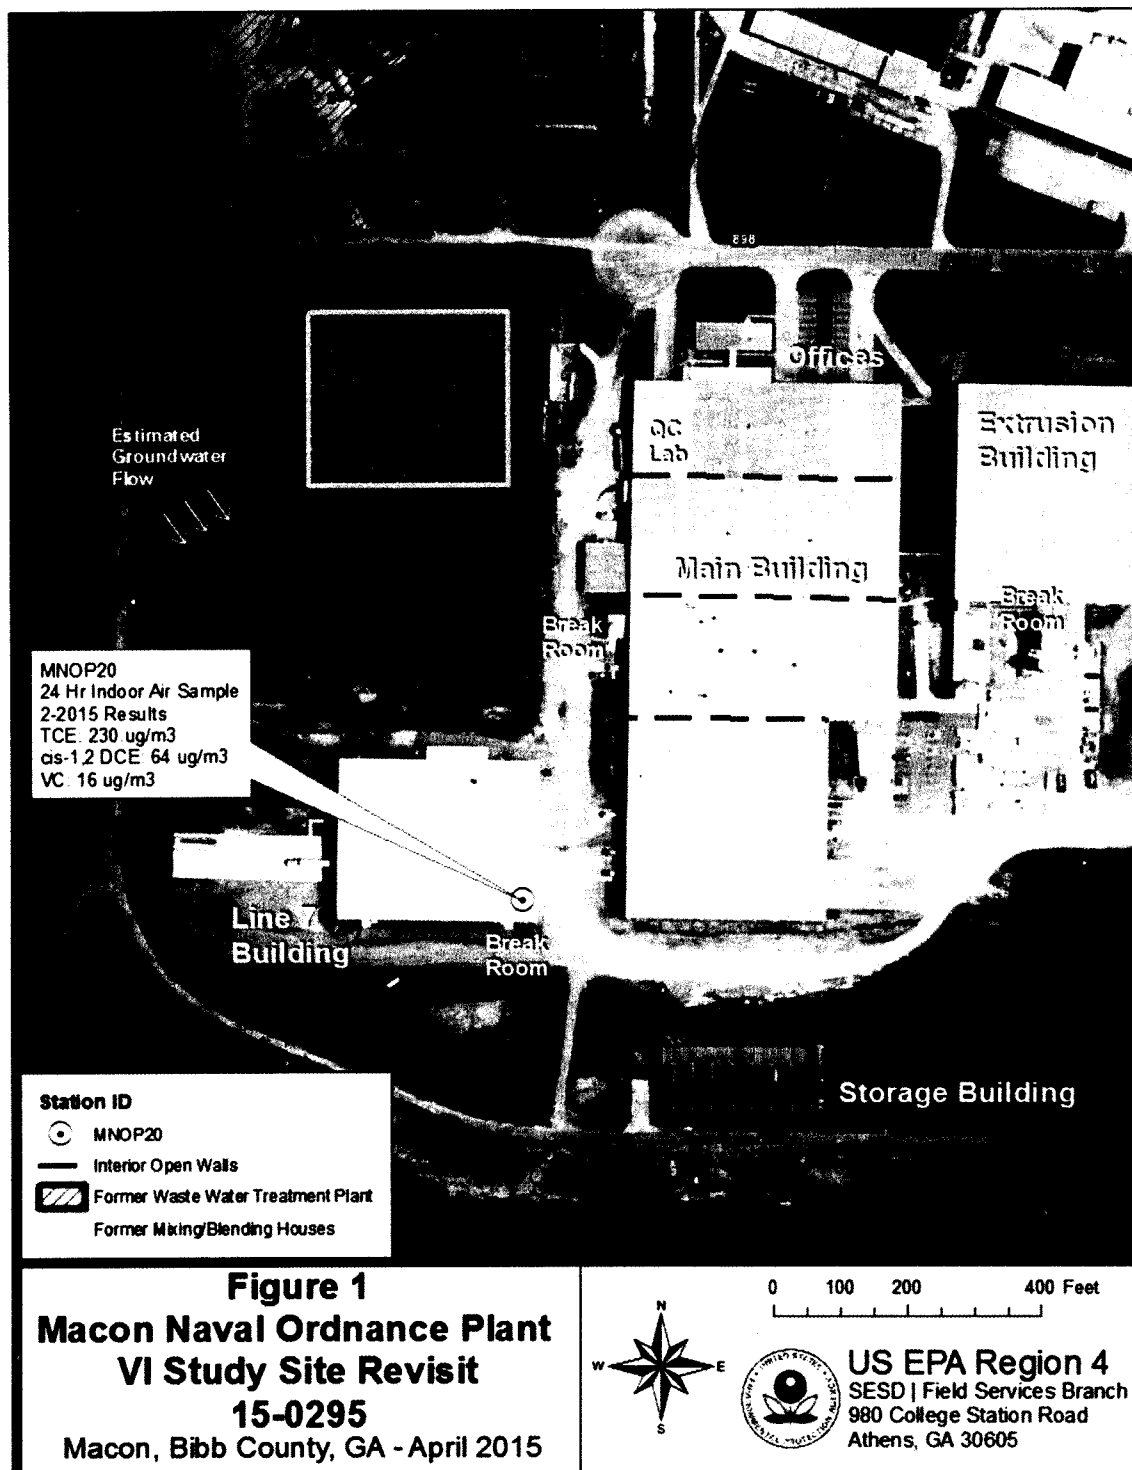 898
Offices
QC
Lab
Extrusion
Building
Estimated
Groundwater
Flow
Main Building
Break
Room
Break
Room
MNOP20
24 Hr Indoor Air Sample
2-2015 Results
TCE: 230 ug/m3
cis-1,2 DCE: 64 ug/m3
VC: 16 ug/m3
Line 7
Building
Break
Room
Storage Building
Station ID
MNOP20
Interior Open Walls
Former Waste Water Treatment Plant
Former Mixing/Blending Houses
Figure 1
Macon Naval Ordnance Plant
VI Study Site Revisit
15-0295
Macon, Bibb County, GA - April 2015
N
W E
S
0 100 200 400 Feet
US EPA Region 4
SESD | Field Services Branch
980 College Station Road
Athens, GA 30605